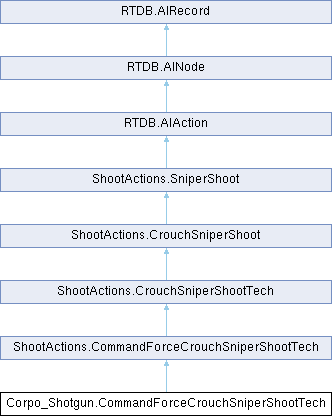 RTDB.AIRecord
RTDB.AINode
RTDB.AIAction
ShootActions.SniperShoot
ShootActions.CrouchSniperShoot
ShootActions.CrouchSniperShootTech
ShootActions.CommandForceCrouchSniperShootTech
Corpo_Shotgun.CommandForceCrouchSniperShootTech